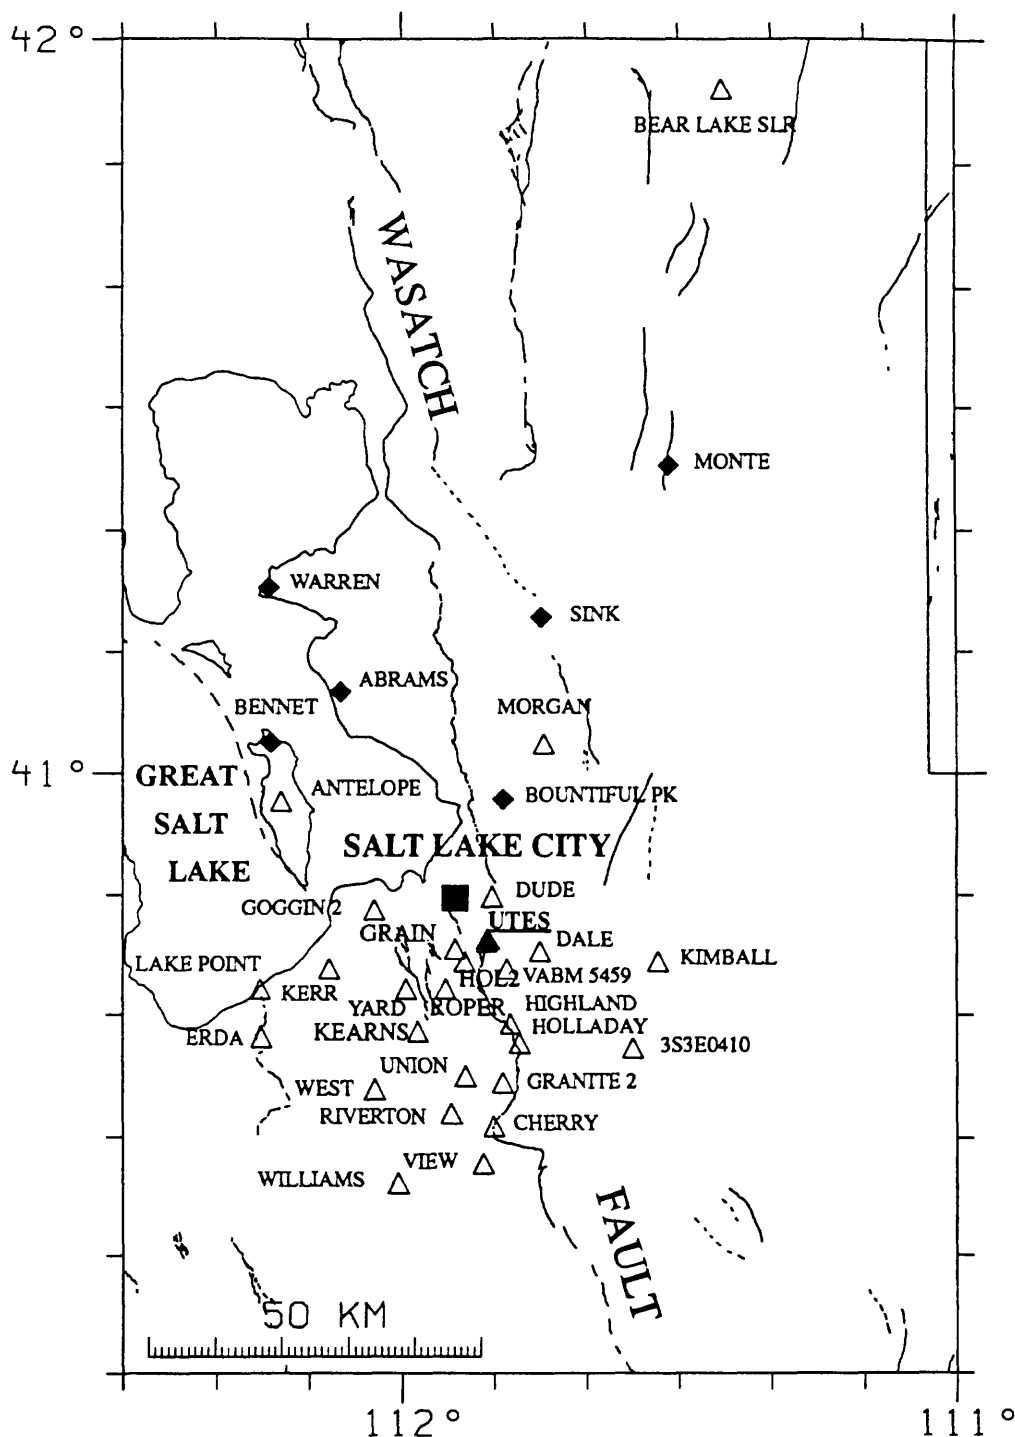 42°
BEAR LAKE SLR
WASATCH
MONTE
WARREN
SINK
ABRAMS
BENNET
MORGAN
41°
GREAT
SALT
LAKE
ANTELOPE
BOUNTIFUL PK
SALT LAKE CITY
DUDE
GOGGIN 2
UTES
GRAIN
DALE
LAKE POINT
KERR
HOL2
VABM 5459
KIMBALL
YARD
ROPER
HIGHLAND
ERDA
KEARNS
HOLLADAY
3S3E0410
UNION
WEST
GRANITE 2
RIVERTON
CHERRY
VIEW
WILLIAMS
FAULT
50 KM
112°
111°